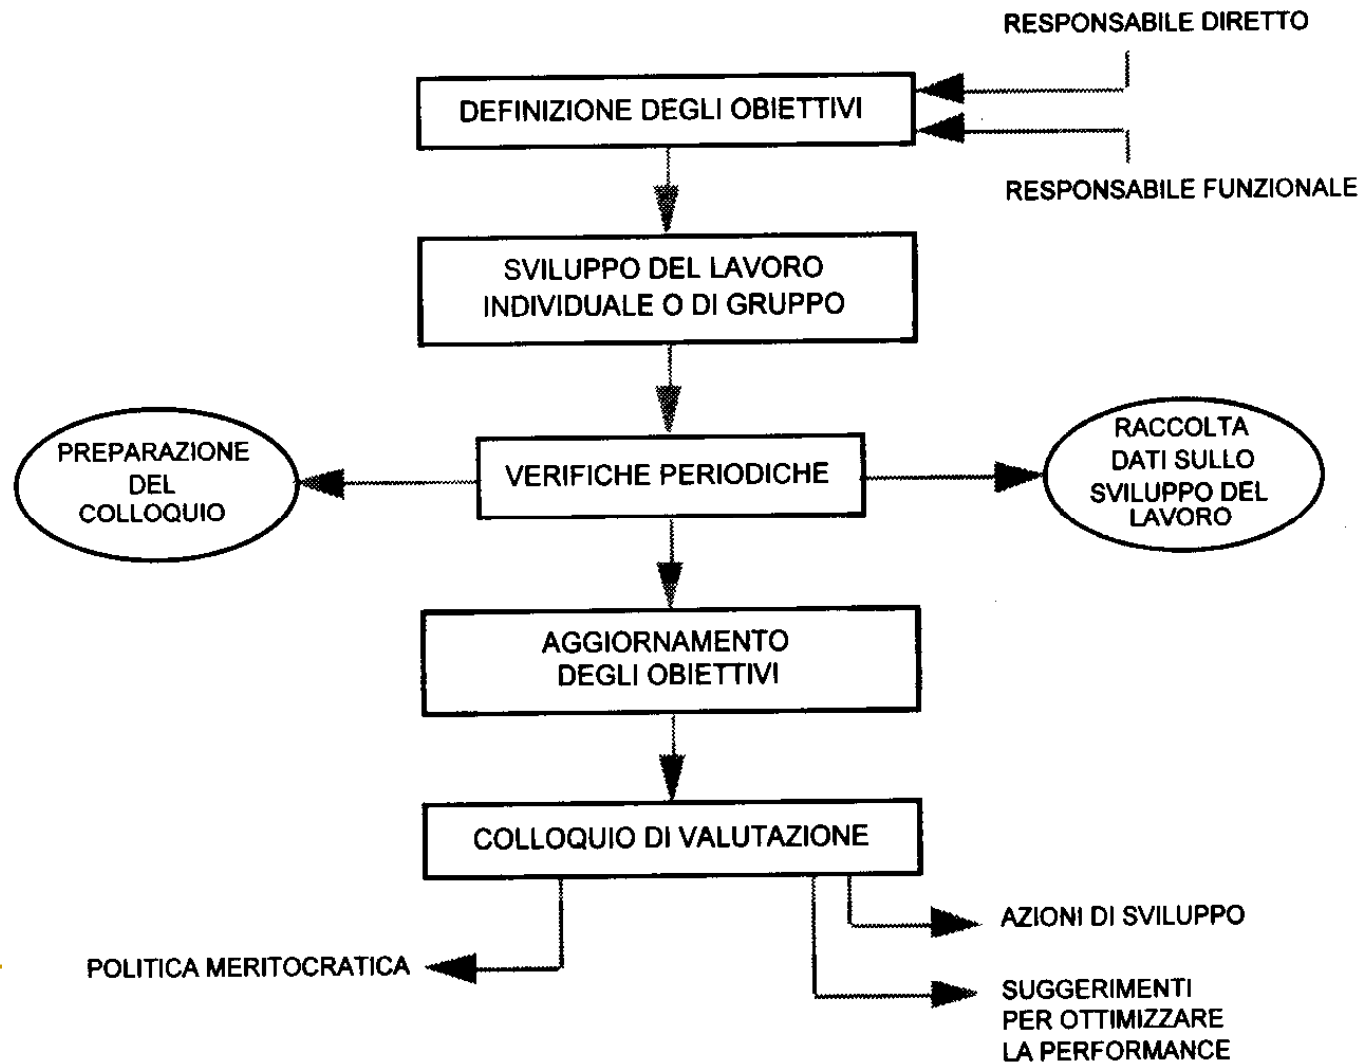 RESPONSABILE DIRETTO
DEFINIZIONE DEGLI OBIETTIVI
RESPONSABILE FUNZIONALE
SVILUPPO DEL LAVORO
INDIVIDUALE O DI GRUPPO
PREPARAZIONE
DEL
COLLOQUIO
VERIFICHE PERIODICHE
RACCOLTA
DATI SULLO
SVILUPPO DEL
LAVORO
AGGIORNAMENTO
DEGLI OBIETTIVI
COLLOQUIO DI VALUTAZIONE
POLITICA MERITOCRATICA
AZIONI DI SVILUPPO
SUGGERIMENTI
PER OTTIMIZZARE
LA PERFORMANCE